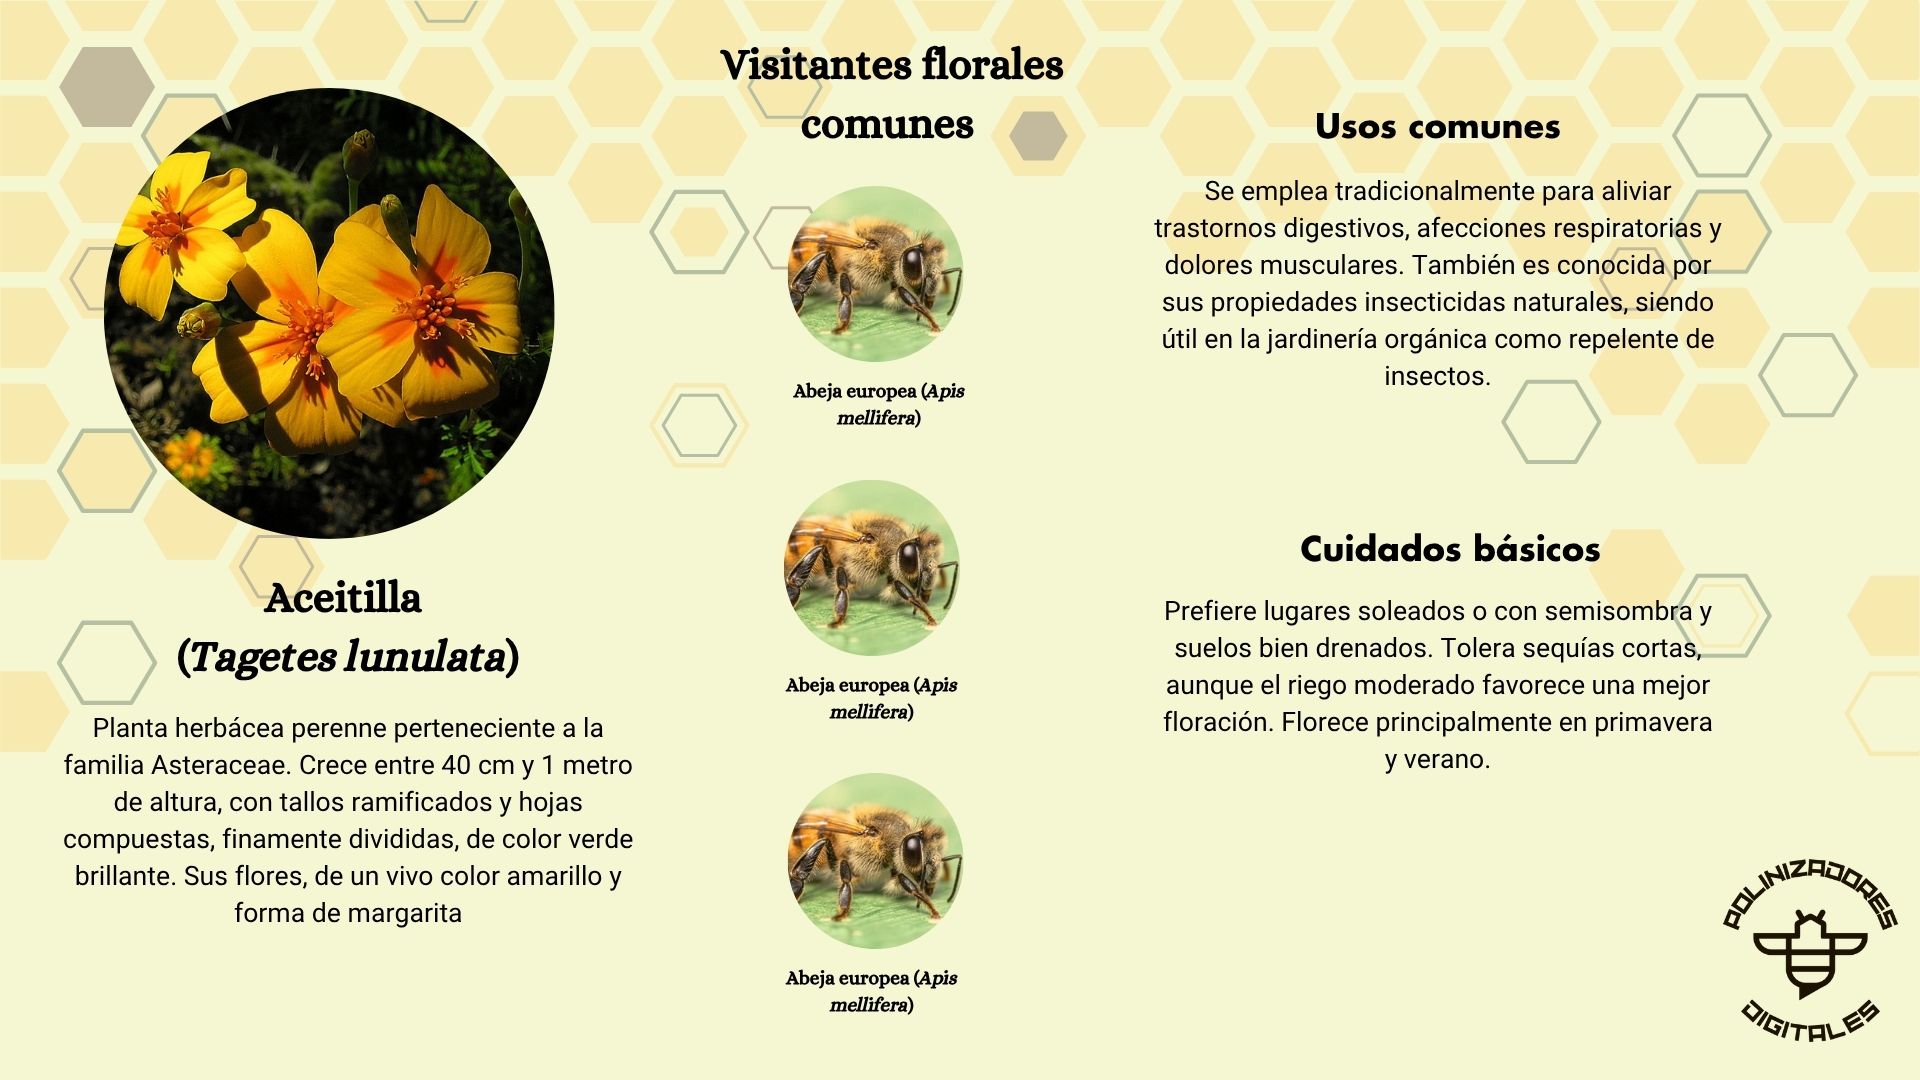 Visitantes florales
comunes
Aceitilla
(Tagetes lunulata)
Planta herbácea perenne perteneciente a la
familia Asteraceae. Crece entre 40 cm y 1 metro
de altura, con tallos ramificados y hojas
compuestas, finamente divididas, de color verde
brillante. Sus flores, de un vivo color amarillo y
forma de margarita
Abeja europea (Apis
mellifera)
Abeja europea (Apis
mellifera)
Abeja europea (Apis
mellifera)
Usos comunes
Se emplea tradicionalmente para aliviar
trastornos digestivos, afecciones respiratorias y
dolores musculares. También es conocida por
sus propiedades insecticidas naturales, siendo
útil en la jardinería orgánica como repelente de
insectos.
Cuidados básicos
Prefiere lugares soleados o con semisombra y
suelos bien drenados. Tolera sequías cortas,
aunque el riego moderado favorece una mejor
floración. Florece principalmente en primavera
y verano.
POLINIZADORES
DIGITALES